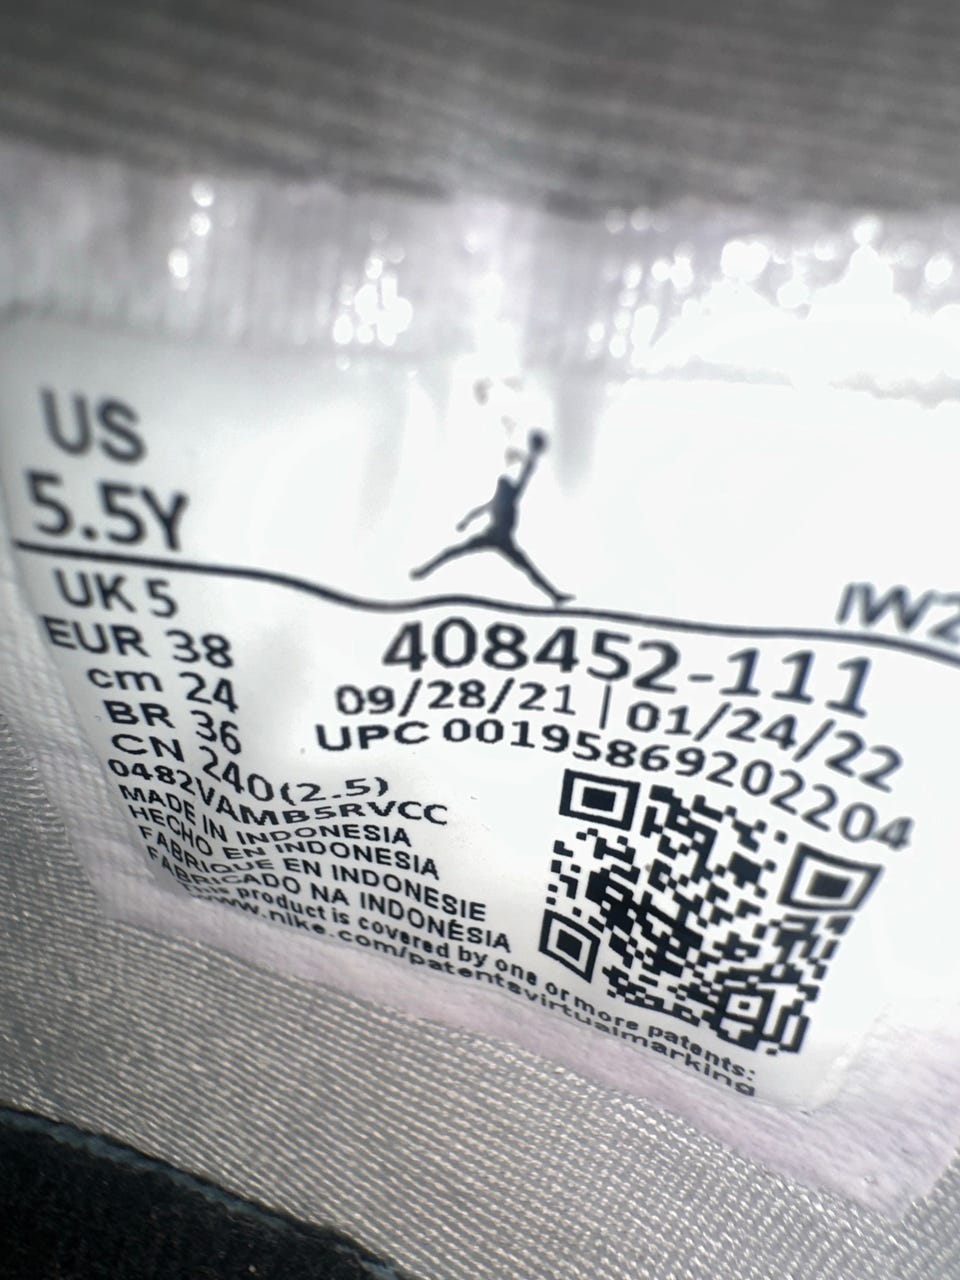 US
5.5Y
IW2
UK 5
EUR 38
cm 24
BR 36
CN 240(2.5)
408452-111
09/28/21 | 01/24/22
UPC 00195869202204
0482VAMB5RVCC
MADE IN INDONESIA
HECHO EN INDONESIA
FABRIQUE EN INDONESIE
FABRICADO NA INDONÉSIA
This product is covered by one or more patents:
www.nike.com/patentsvirtualmarking